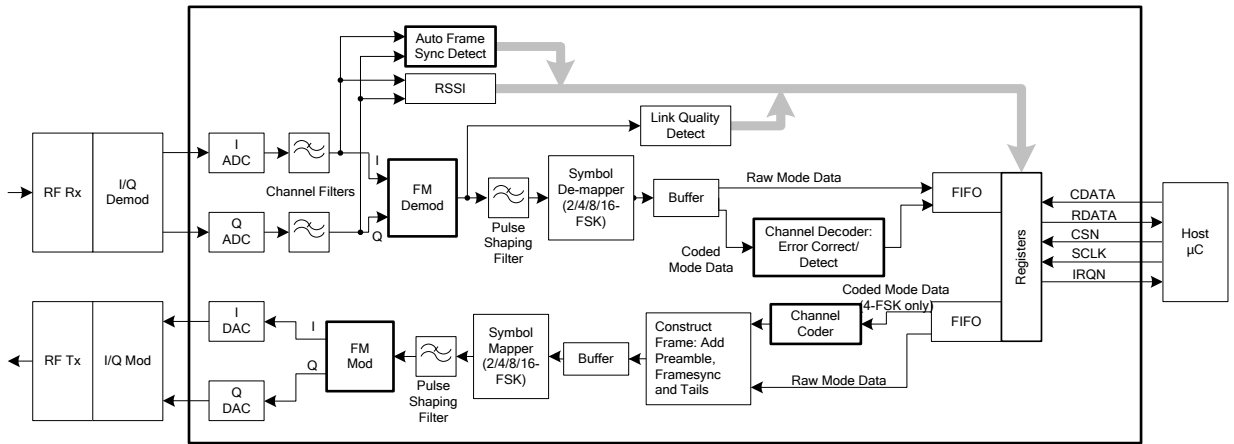 Auto Frame
Sync Detect
RSSI
Link Quality
Detect
RF Rx
I/Q
Demod
I
ADC
Channel Filters
Q
ADC
I
Q
FM
Demod
Pulse
Shaping
Filter
Symbol
De-mapper
(2/4/8/16-
FSK)
Buffer
Raw Mode Data
Coded
Mode Data
Channel Decoder:
Error Correct/
Detect
FIFO
Registers
CDATA
RDATA
CSN
SCLK
IRQN
Host
µC
RF Tx
I/Q Mod
I
DAC
Q
DAC
I
Q
FM
Mod
Pulse
Shaping
Filter
Symbol
Mapper
(2/4/8/16-
FSK)
Buffer
Construct
Frame: Add
Preamble,
Framesync
and Tails
Channel
Coder
Coded Mode Data
(4-FSK only)
FIFO
Raw Mode Data